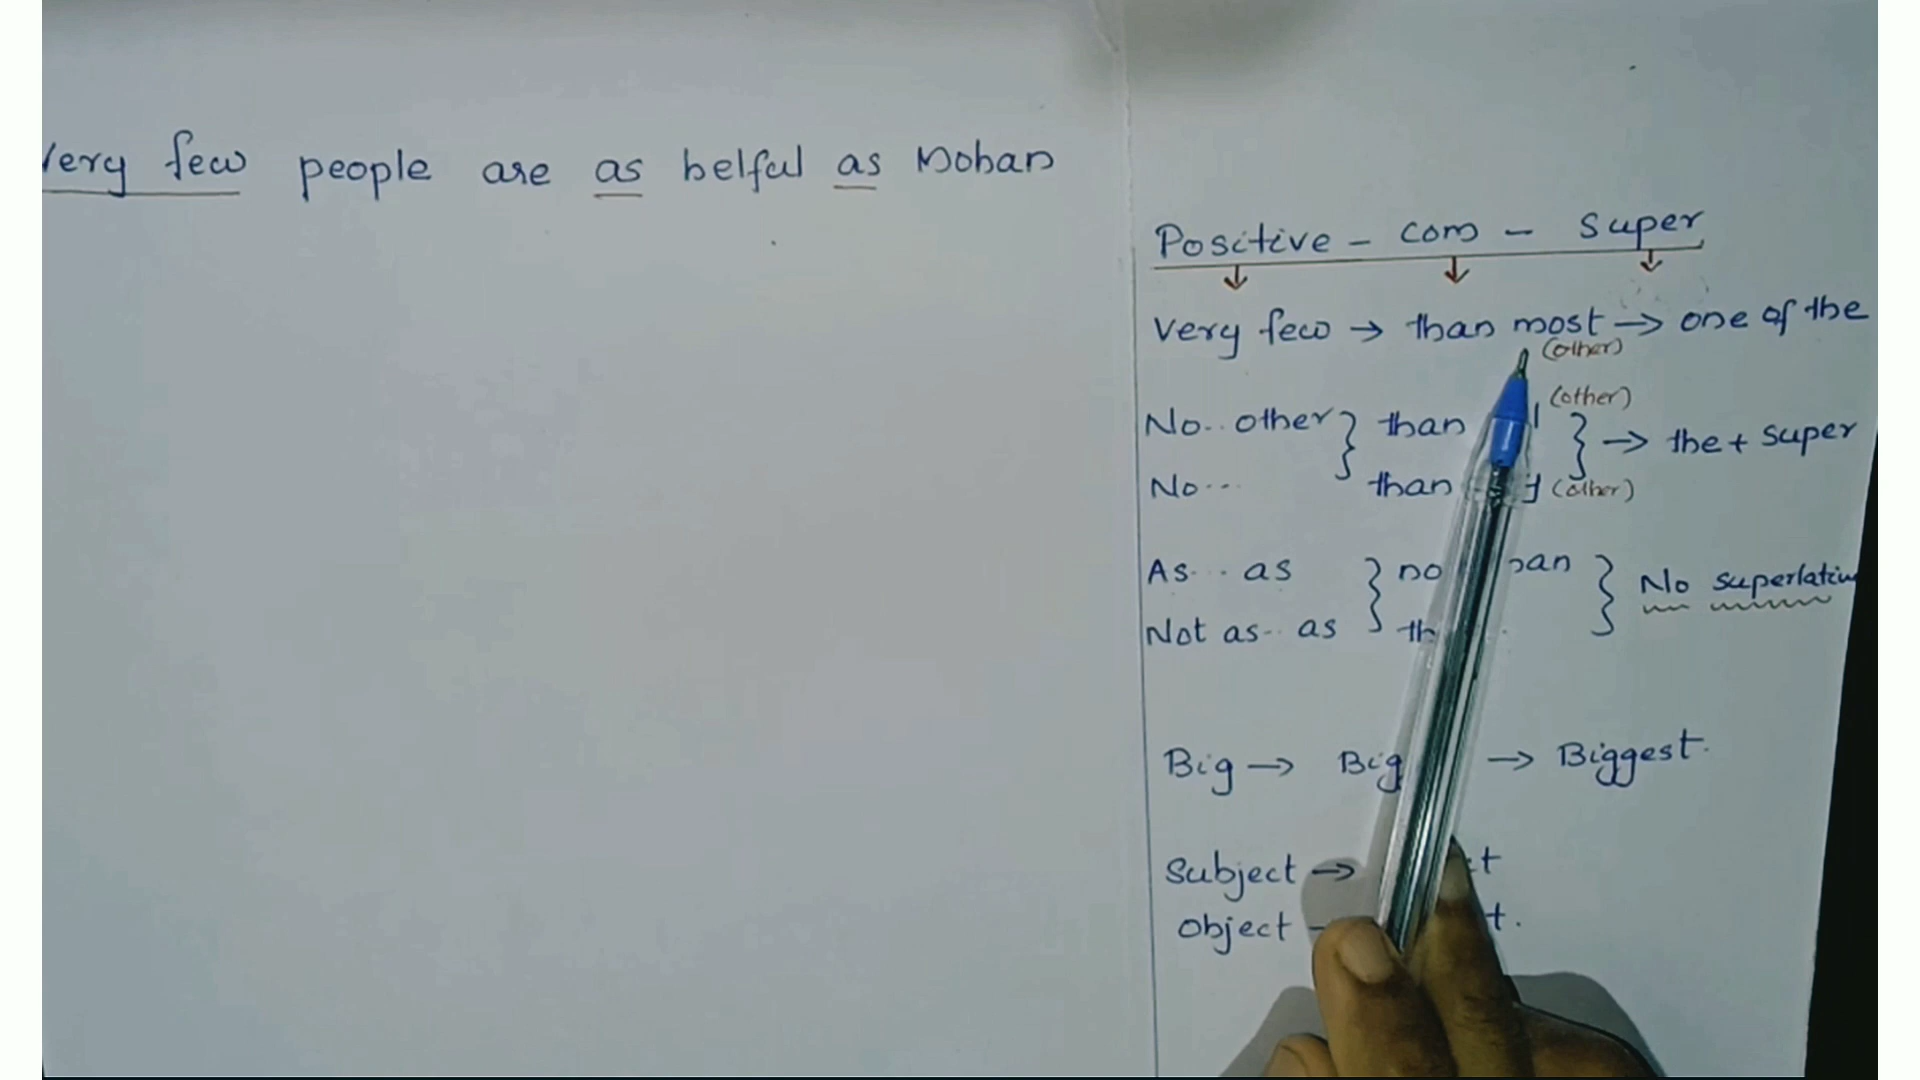 Very few people are as helful as Mohan
Positive - com - super
Very few → than most → one of the
(other)
(other)
No.. other } than } → the + super
No... than (other)
As... as } no } No superlative
Not as.. as }
Big → Big → Biggest.
Subject →
Object